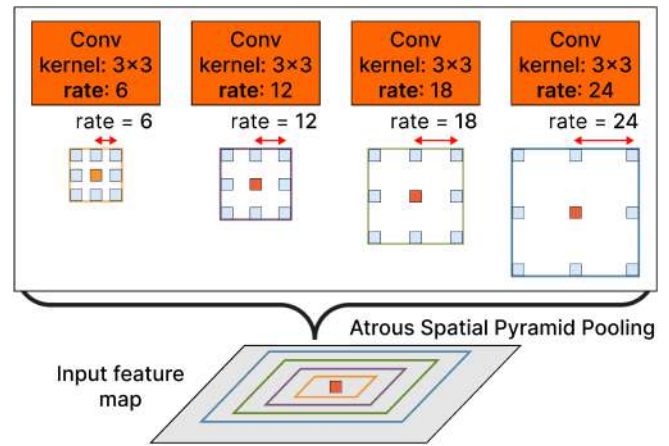 Conv
kernel: 3×3
rate: 6
Conv
kernel: 3×3
rate: 12
Conv
kernel: 3×3
rate: 18
Conv
kernel: 3×3
rate: 24
rate = 6
rate = 12
rate = 18
rate = 24
Atrous Spatial Pyramid Pooling
Input feature
map